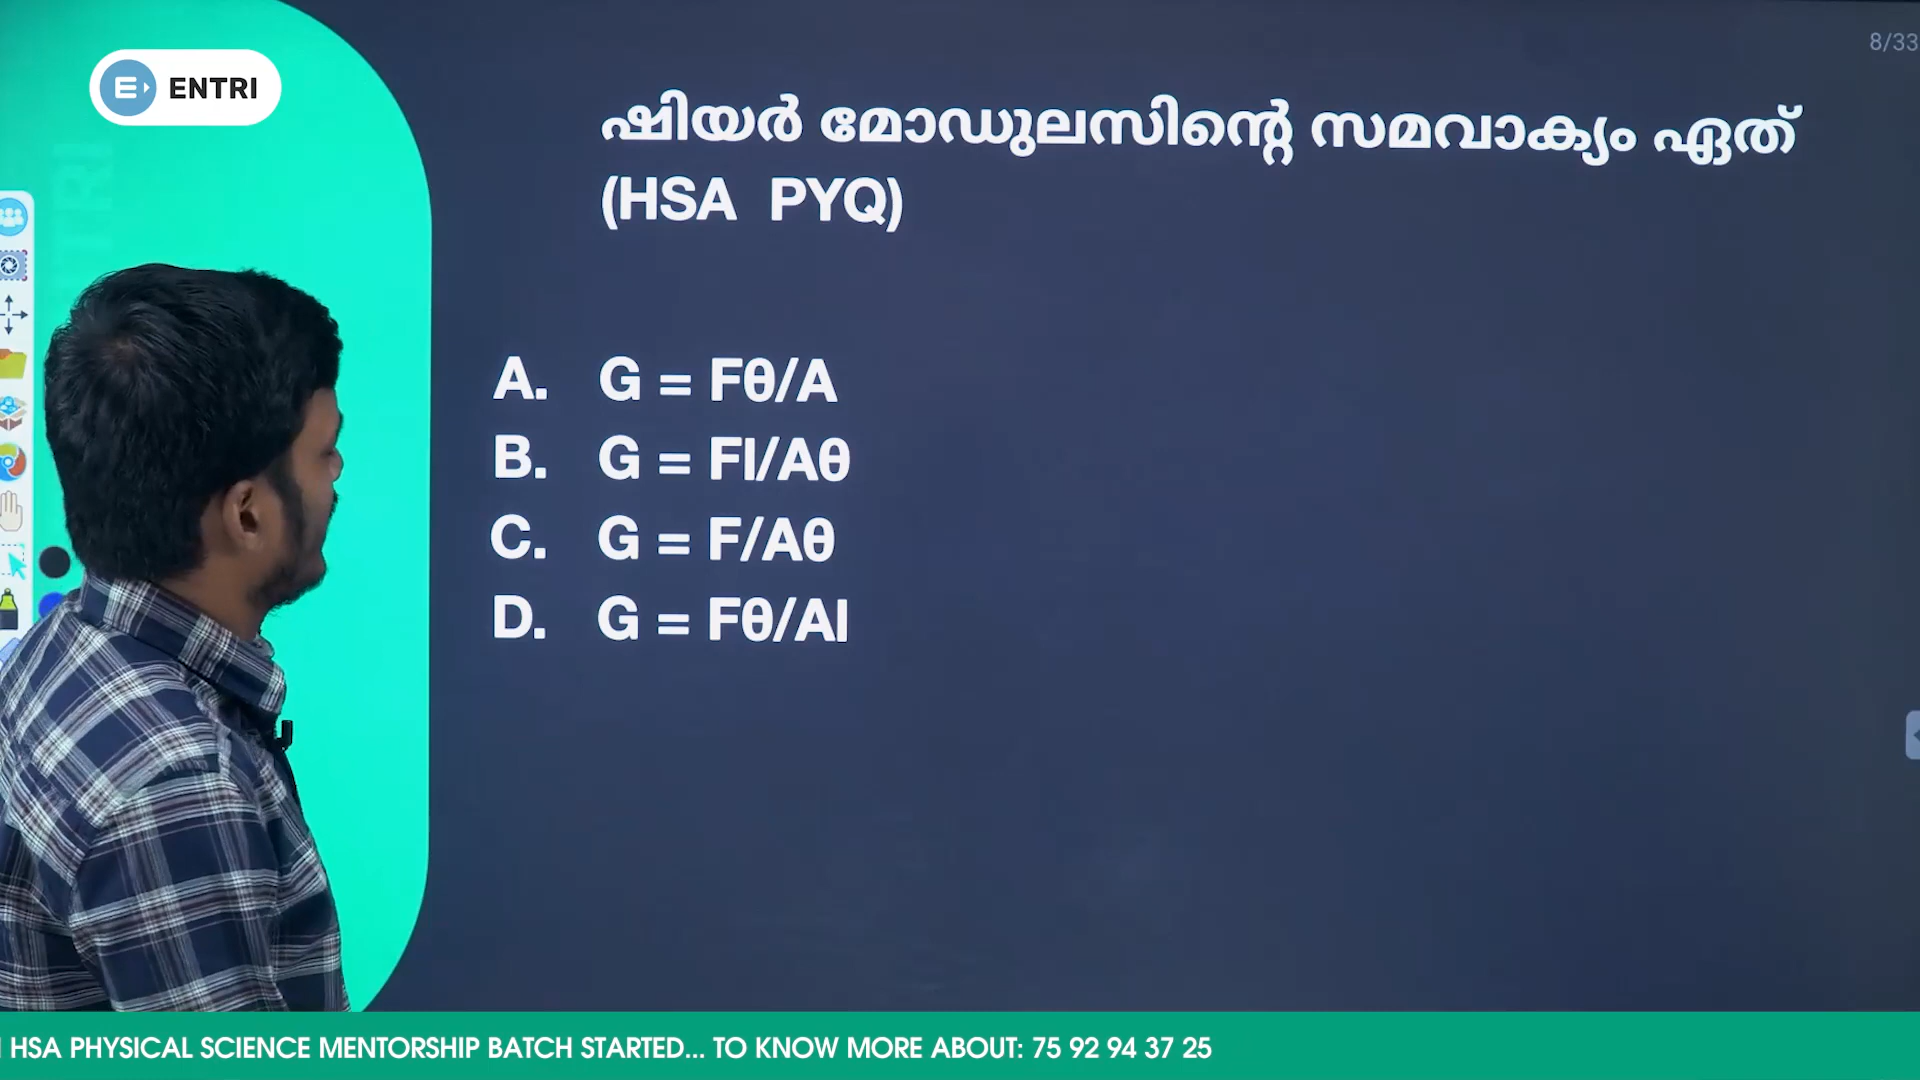 ENTRI
8/33
ഷിയർ മോഡുലസിന്റെ സമവാക്യം ഏത്
(HSA PYQ)
A. G = Fθ/A
B. G = Fl/Aθ
C. G = F/Aθ
D. G = Fθ/Al
HSA PHYSICAL SCIENCE MENTORSHIP BATCH STARTED... TO KNOW MORE ABOUT: 75 92 94 37 25